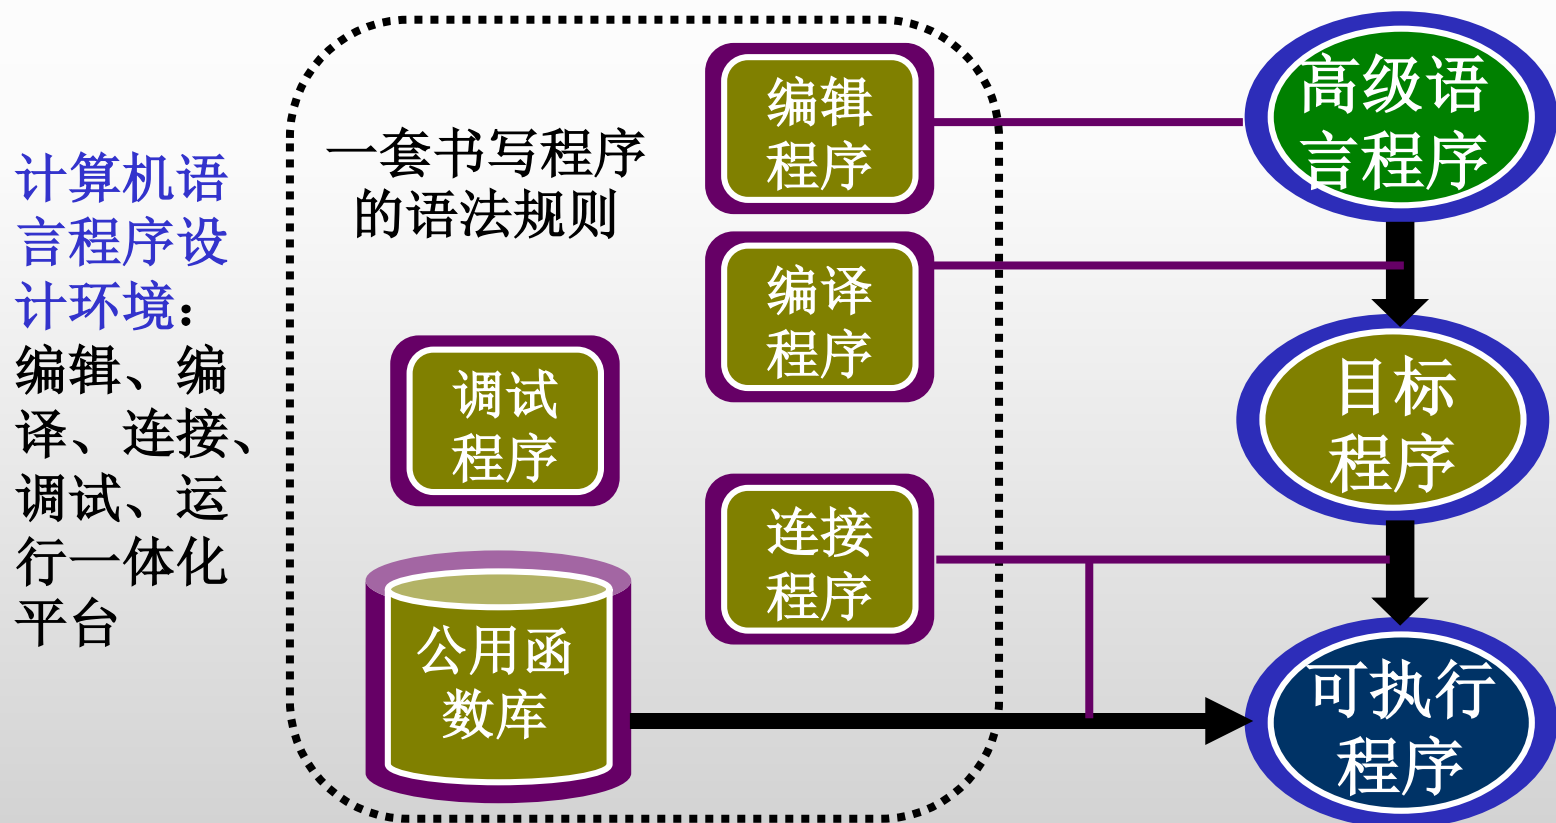 计算机语
言程序设
计环境：
编辑、编
译、连接、
调试、运
行一体化
平台
一套书写程序
的语法规则
编辑
程序
编译
程序
调试
程序
连接
程序
公用函
数库
高级语
言程序
目标
程序
可执行
程序